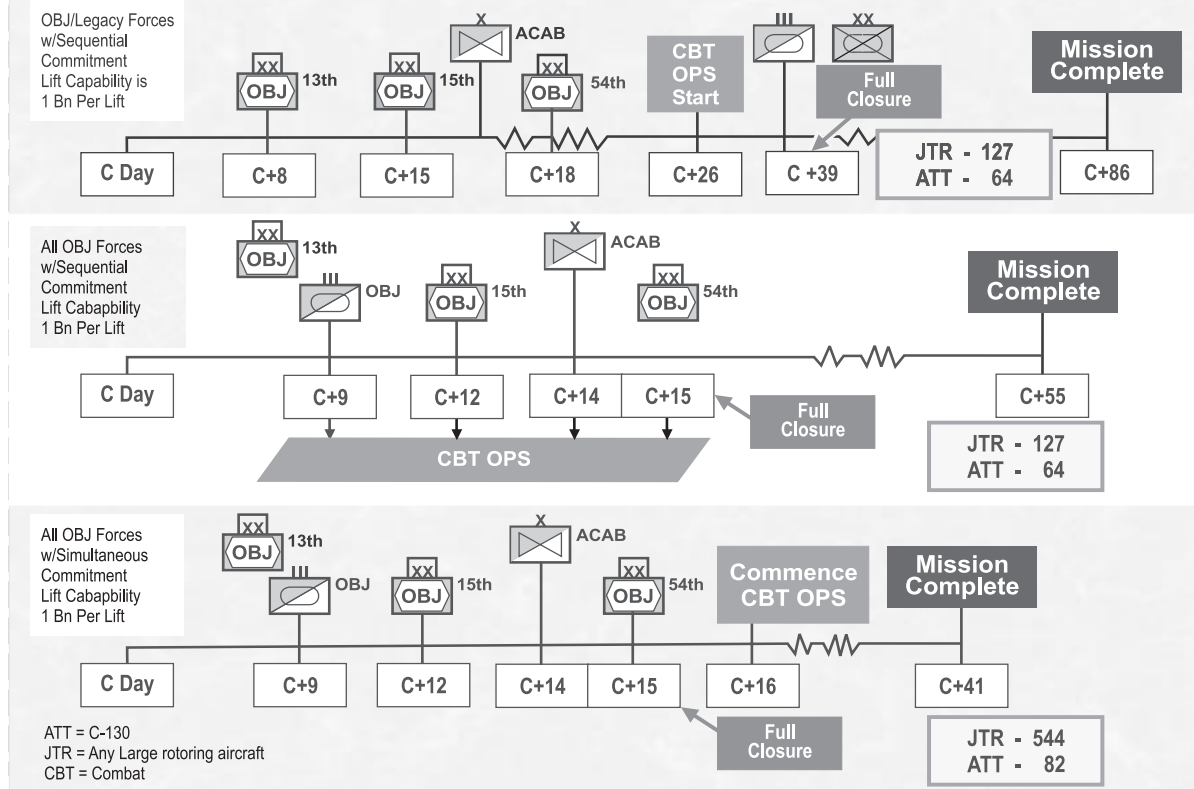 OBJ/Legacy Forces
w/Sequential
Commitment
Lift Capability is
1 Bn Per Lift
XX
OBJ
13th
XX
OBJ
15th
X
ACAB
XX
OBJ
54th
CBT
OPS
Start
III
XX
Full
Closure
Mission
Complete
C Day
C+8
C+15
C+18
C+26
C +39
JTR - 127
ATT - 64
C+86
All OBJ Forces
w/Sequential
Commitment
Lift Cabapbility
1 Bn Per Lift
XX
OBJ
13th
III
OBJ
XX
OBJ
15th
X
ACAB
XX
OBJ
54th
Mission
Complete
C Day
C+9
C+12
C+14
C+15
Full
Closure
C+55
CBT OPS
JTR - 127
ATT - 64
All OBJ Forces
w/Simultaneous
Commitment
Lift Cabapbility
1 Bn Per Lift
XX
OBJ
13th
III
OBJ
XX
OBJ
15th
X
ACAB
XX
OBJ
54th
Commence
CBT OPS
Mission
Complete
C Day
C+9
C+12
C+14
C+15
C+16
C+41
Full
Closure
JTR - 544
ATT - 82
ATT = C-130
JTR = Any Large rotoring aircraft
CBT = Combat